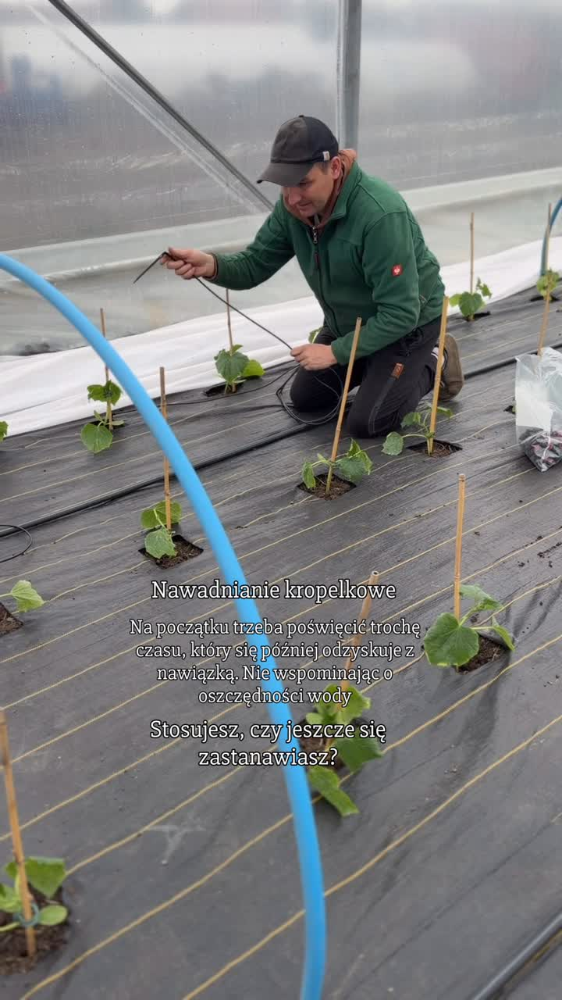 Nawadnianie kropelkowe
Na początku trzeba poświęcić trochę
czasu, który się później odzyskuje z
nawiązką. Nie wspominając o
oszczędności wody
Stosujesz, czy jeszcze się
zastanawiasz?